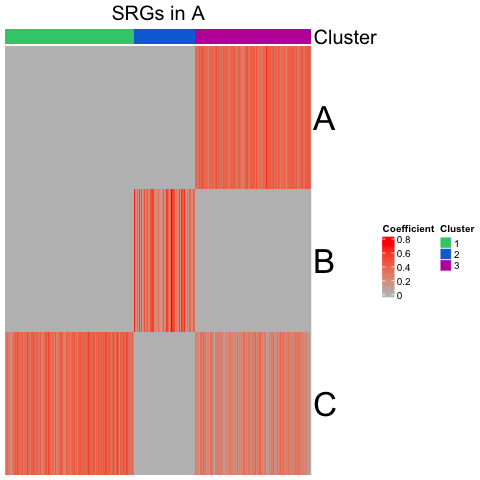 SRGs in A
Cluster
A
B
C
Coefficient
0.8
0.6
0.4
0.2
0
Cluster
1
2
3